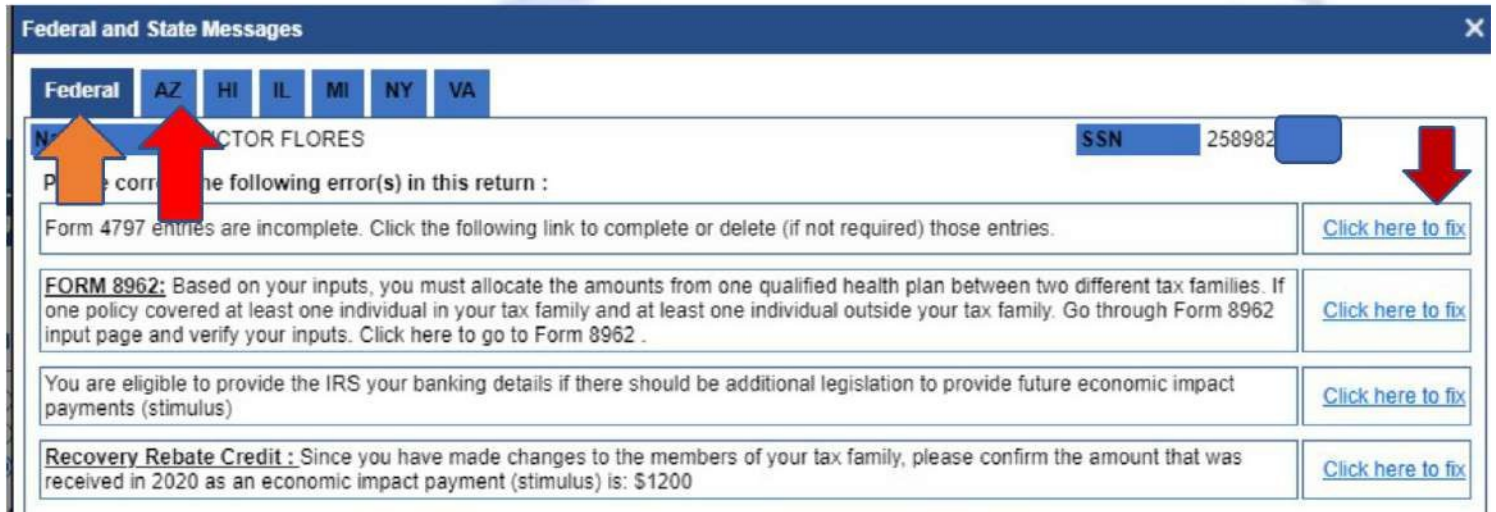 Federal and State Messages
Federal AZ HI IL MI NY VA
FLORES SSN 258982
following error(s) in this return :
Form 4797 entries are incomplete. Click the following link to complete or delete (if not required) those entries. Click here to fix
FORM 8962: Based on your inputs, you must allocate the amounts from one qualified health plan between two different tax families. If
one policy covered at least one individual in your tax family and at least one individual outside your tax family. Go through Form 8962 Click here to fix
input page and verify your inputs. Click here to go to Form 8962 .
You are eligible to provide the IRS your banking details if there should be additional legislation to provide future economic impact
payments (stimulus) Click here to fix
Recovery Rebate Credit : Since you have made changes to the members of your tax family, please confirm the amount that was
received in 2020 as an economic impact payment (stimulus) is: $1200 Click here to fix